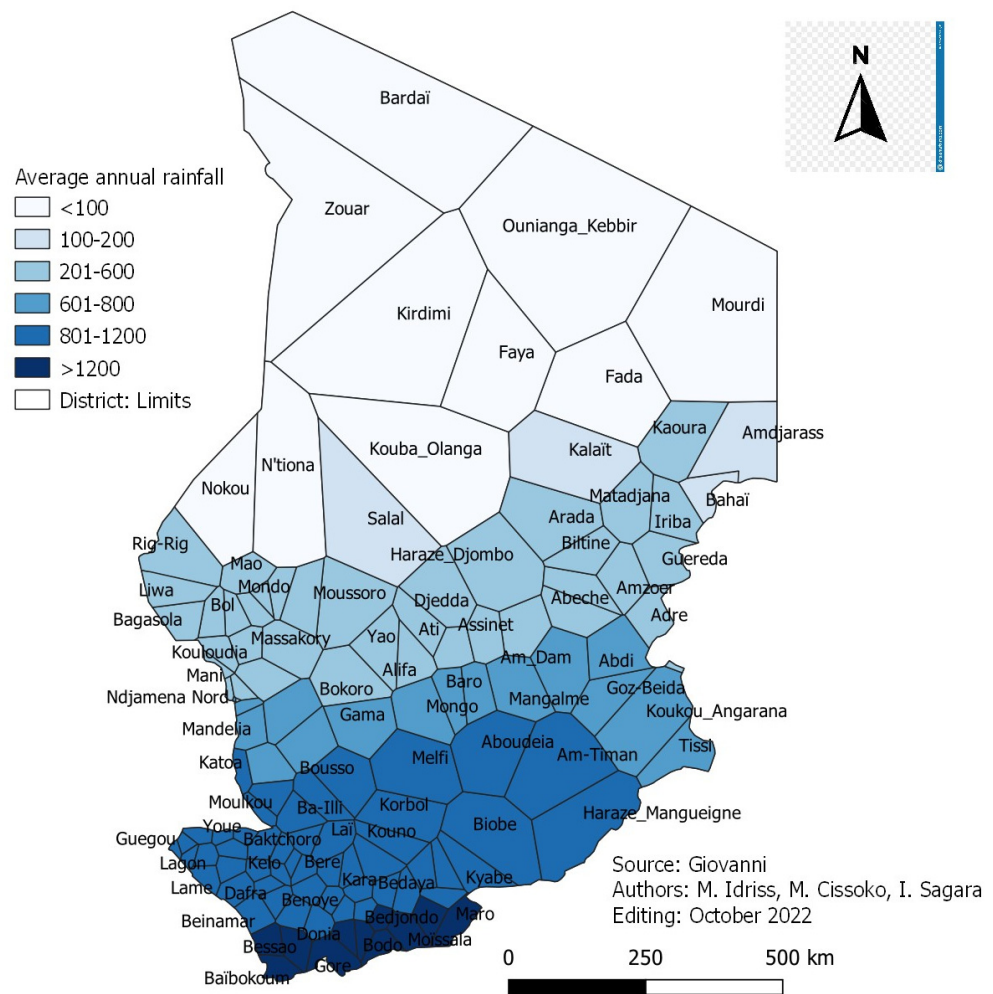 N
Bardaï
Average annual rainfall
<100
100-200
201-600
601-800
801-1200
>1200
District: Limits
Zouar
Ounianga_Kebbir
Mourdi
Kirdimi
Faya
Fada
Kaoura
Amdjarass
Kouba_Olanga
Kalaït
N'tiona
Nokou
Salal
Matadjana
Bahaï
Arada
Iriba
Rig-Rig
Haraze_Djombo
Biltine
Guereda
Mao
Liwa
Mondo
Moussoro
Amzoer
Bagasola
Bol
Djedda
Abeche
Adre
Massakory
Yao
Ati
Assinet
Kouloudia
Mani
Alifa
Am_Dam
Abdi
Ndjamena Nord
Bokoro
Baro
Goz-Beida
Mandelia
Gama
Mongo
Mangalme
Koukou_Angarana
Katoa
Bousso
Melfi
Aboudeia
Am-Timan
Tissl
Moulkou
Ba-Illi
Korbol
Haraze_Mangueigne
Guegou
Youe
Baktchoro
Laï
Kouno
Biobe
Lagon
Kelo
Bere
Lame
Dafra
Benoye
Kara
Bedaya
Kyabe
Beinamar
Donia
Bedjondo
Maro
Bessao
Bodo
Moïssala
Baïbokoum
Gore
Source: Giovanni
Authors: M. Idriss, M. Cissoko, I. Sagara
Editing: October 2022
0 250 500 km